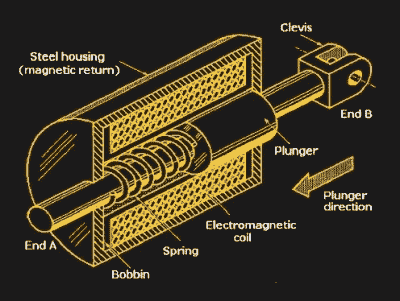 Clevis
Steel housing
(magnetic return)
End B
Plunger
Plunger
direction
Electromagnetic
coil
End A
Spring
Bobbin